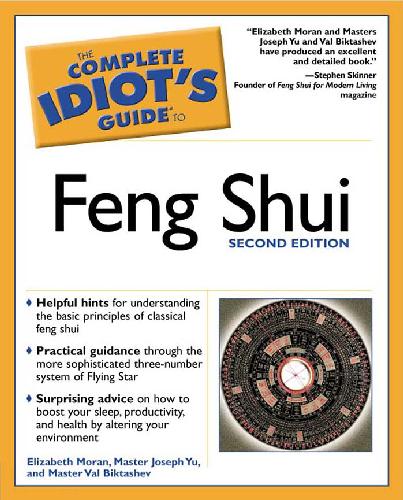 THE
COMPLETE
IDIOT'S
GUIDE TO
"Elizabeth Moran and Masters
Joseph Yu and Val Biktashev
have produced an excellent
and detailed book."
—Stephen Skinner
Founder of Feng Shui for Modern Living
magazine
Feng Shui
SECOND EDITION
♦ Helpful hints for understanding
the basic principles of classical
feng shui
♦ Practical guidance through the
more sophisticated three-number
system of Flying Star
♦ Surprising advice on how to
boost your sleep, productivity,
and health by altering your
environment
Elizabeth Moran, Master Joseph Yu,
and Master Val Biktashev